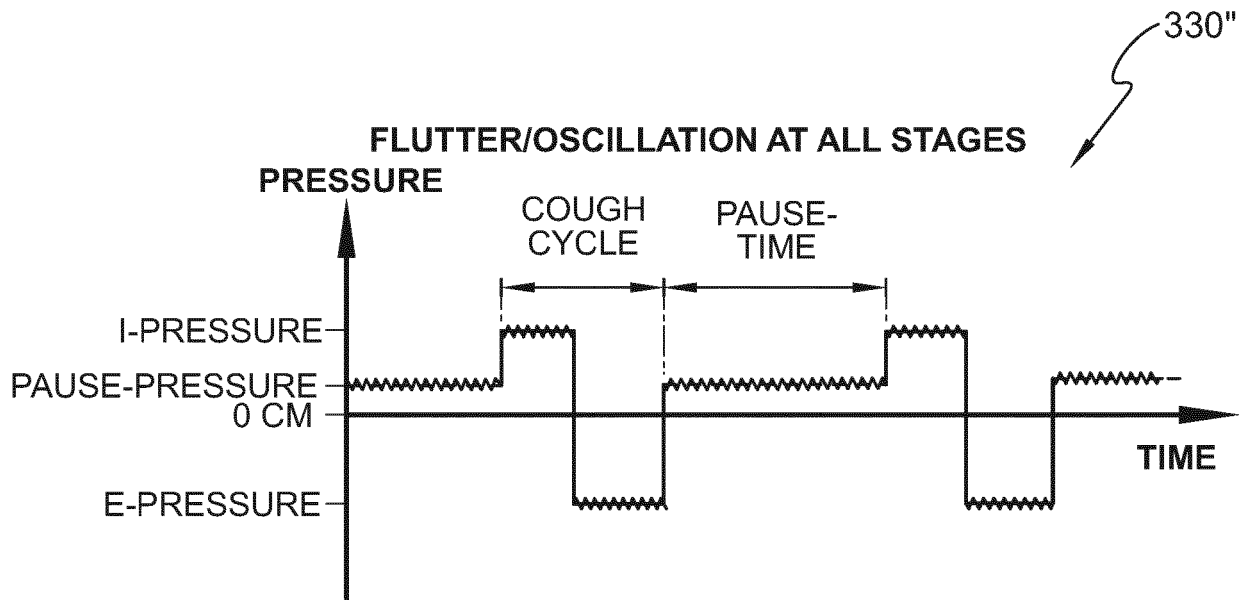 330"
FLUTTER/OSCILLATION AT ALL STAGES
PRESSURE
COUGH
CYCLE
PAUSE-
TIME
I-PRESSURE
PAUSE-PRESSURE
0 CM
TIME
E-PRESSURE